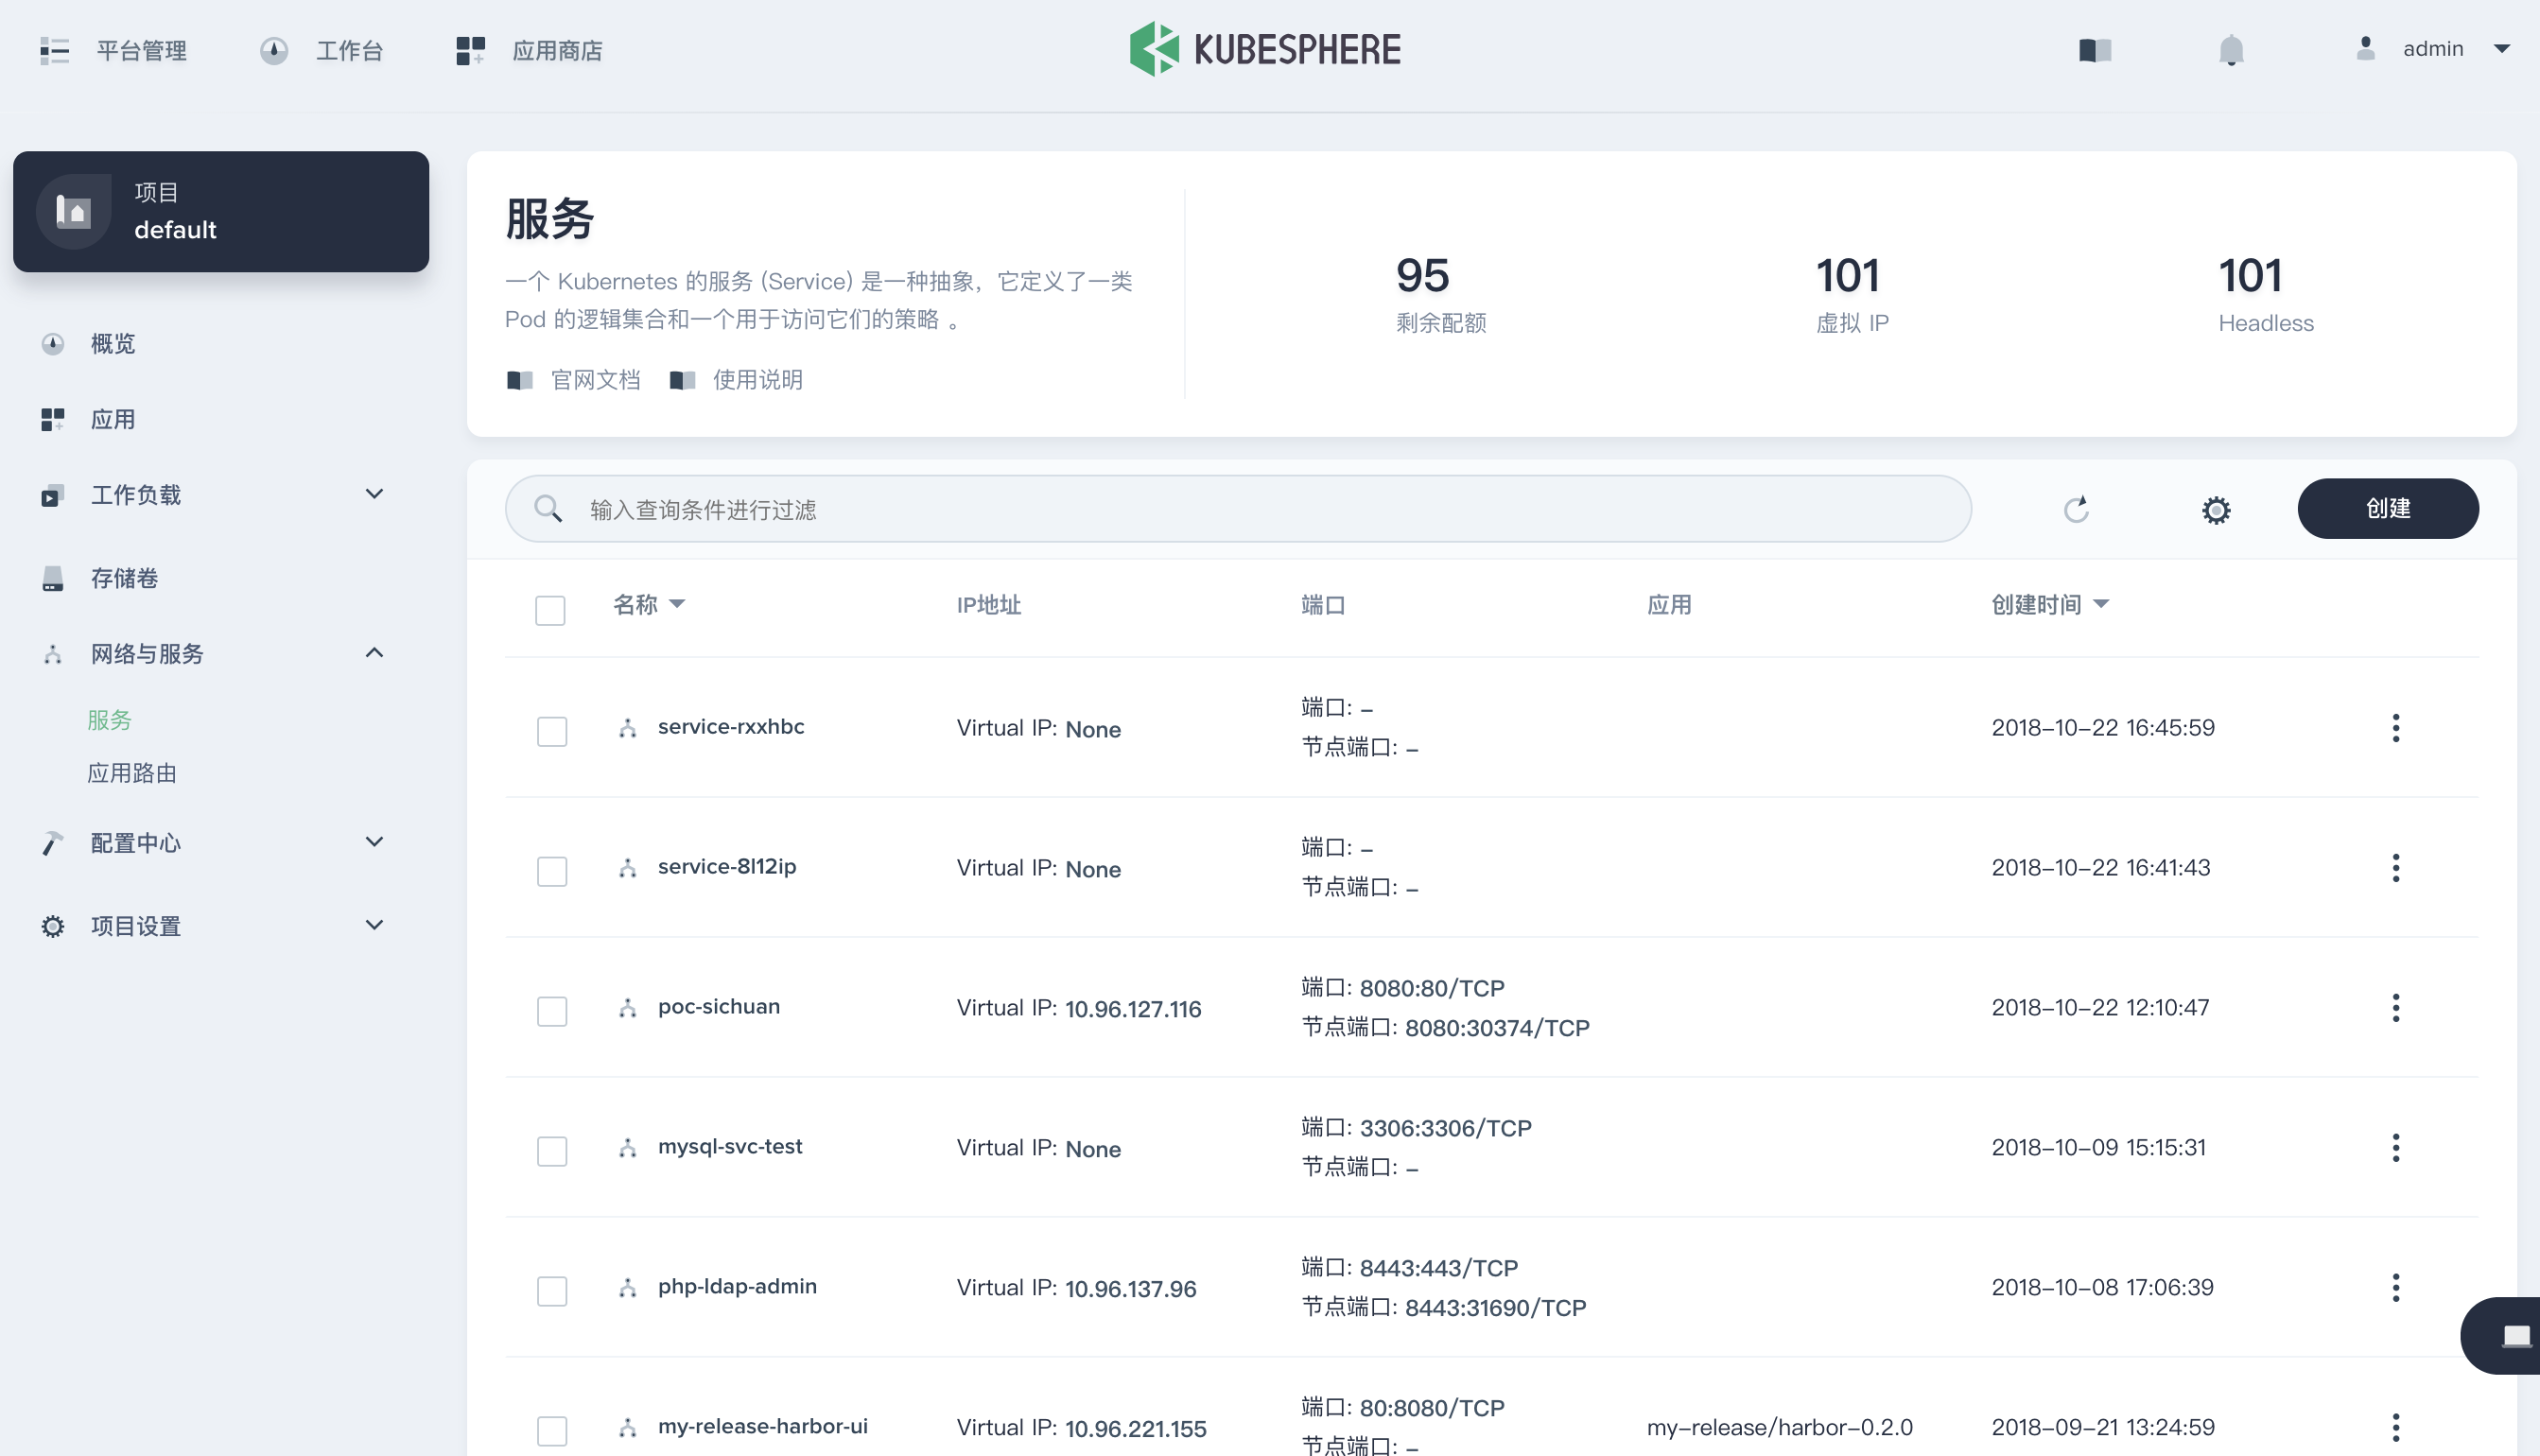 平台管理
工作台
应用商店
KUBESPHERE
admin
项目
default
概览
应用
工作负载
存储卷
网络与服务
服务
应用路由
配置中心
项目设置
服务
一个 Kubernetes 的服务 (Service) 是一种抽象，它定义了一类
Pod 的逻辑集合和一个用于访问它们的策略 。
官网文档 使用说明
95
剩余配额
101
虚拟 IP
101
Headless
输入查询条件进行过滤
创建
名称 IP地址 端口 应用 创建时间
service-rxxhbc
Virtual IP: None
端口: –
节点端口: –
2018–10–22 16:45:59
service-8l12ip
Virtual IP: None
端口: –
节点端口: –
2018–10–22 16:41:43
poc-sichuan
Virtual IP: 10.96.127.116
端口: 8080:80/TCP
节点端口: 8080:30374/TCP
2018–10–22 12:10:47
mysql-svc-test
Virtual IP: None
端口: 3306:3306/TCP
节点端口: –
2018–10–09 15:15:31
php-ldap-admin
Virtual IP: 10.96.137.96
端口: 8443:443/TCP
节点端口: 8443:31690/TCP
2018–10–08 17:06:39
my-release-harbor-ui
Virtual IP: 10.96.221.155
端口: 80:8080/TCP
节点端口: –
my–release/harbor–0.2.0
2018–09–21 13:24:59